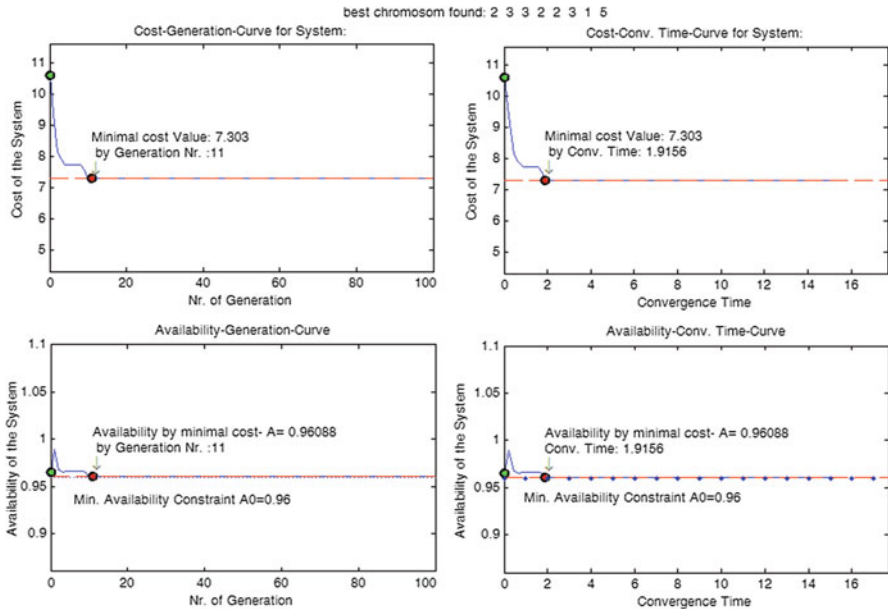 best chromosom found: 2 3 3 2 2 3 1 5
Cost-Generation-Curve for System:
Cost of the System
11
10
9
8
7
6
5
Minimal cost Value: 7.303
by Generation Nr. :11
0 20 40 60 80 100
Nr. of Generation
Cost-Conv. Time-Curve for System:
Cost of the System
11
10
9
8
7
6
5
Minimal cost Value: 7.303
by Conv. Time: 1.9156
0 2 4 6 8 10 12 14 16
Convergence Time
Availability-Generation-Curve
Availability of the System
1.1
1.05
1
0.95
0.9
Availability by minimal cost- A= 0.96088
by Generation Nr. :11
Min. Availability Constraint A0=0.96
0 20 40 60 80 100
Nr. of Generation
Availability-Conv. Time-Curve
Availability of the System
1.1
1.05
1
0.95
0.9
Availability by minimal cost- A= 0.96088
Conv. Time: 1.9156
Min. Availability Constraint A0=0.96
0 2 4 6 8 10 12 14 16
Convergence Time